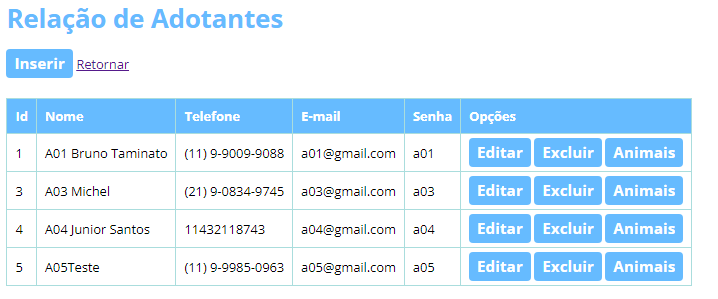 Relação de Adotantes
Inserir Retornar
Id Nome Telefone E-mail Senha Opções
1 A01 Bruno Taminato (11) 9-9009-9088 a01@gmail.com a01 Editar Excluir Animais
3 A03 Michel (21) 9-0834-9745 a03@gmail.com a03 Editar Excluir Animais
4 A04 Junior Santos 11432118743 a04@gmail.com a04 Editar Excluir Animais
5 A05Teste (11) 9-9985-0963 a05@gmail.com a05 Editar Excluir Animais